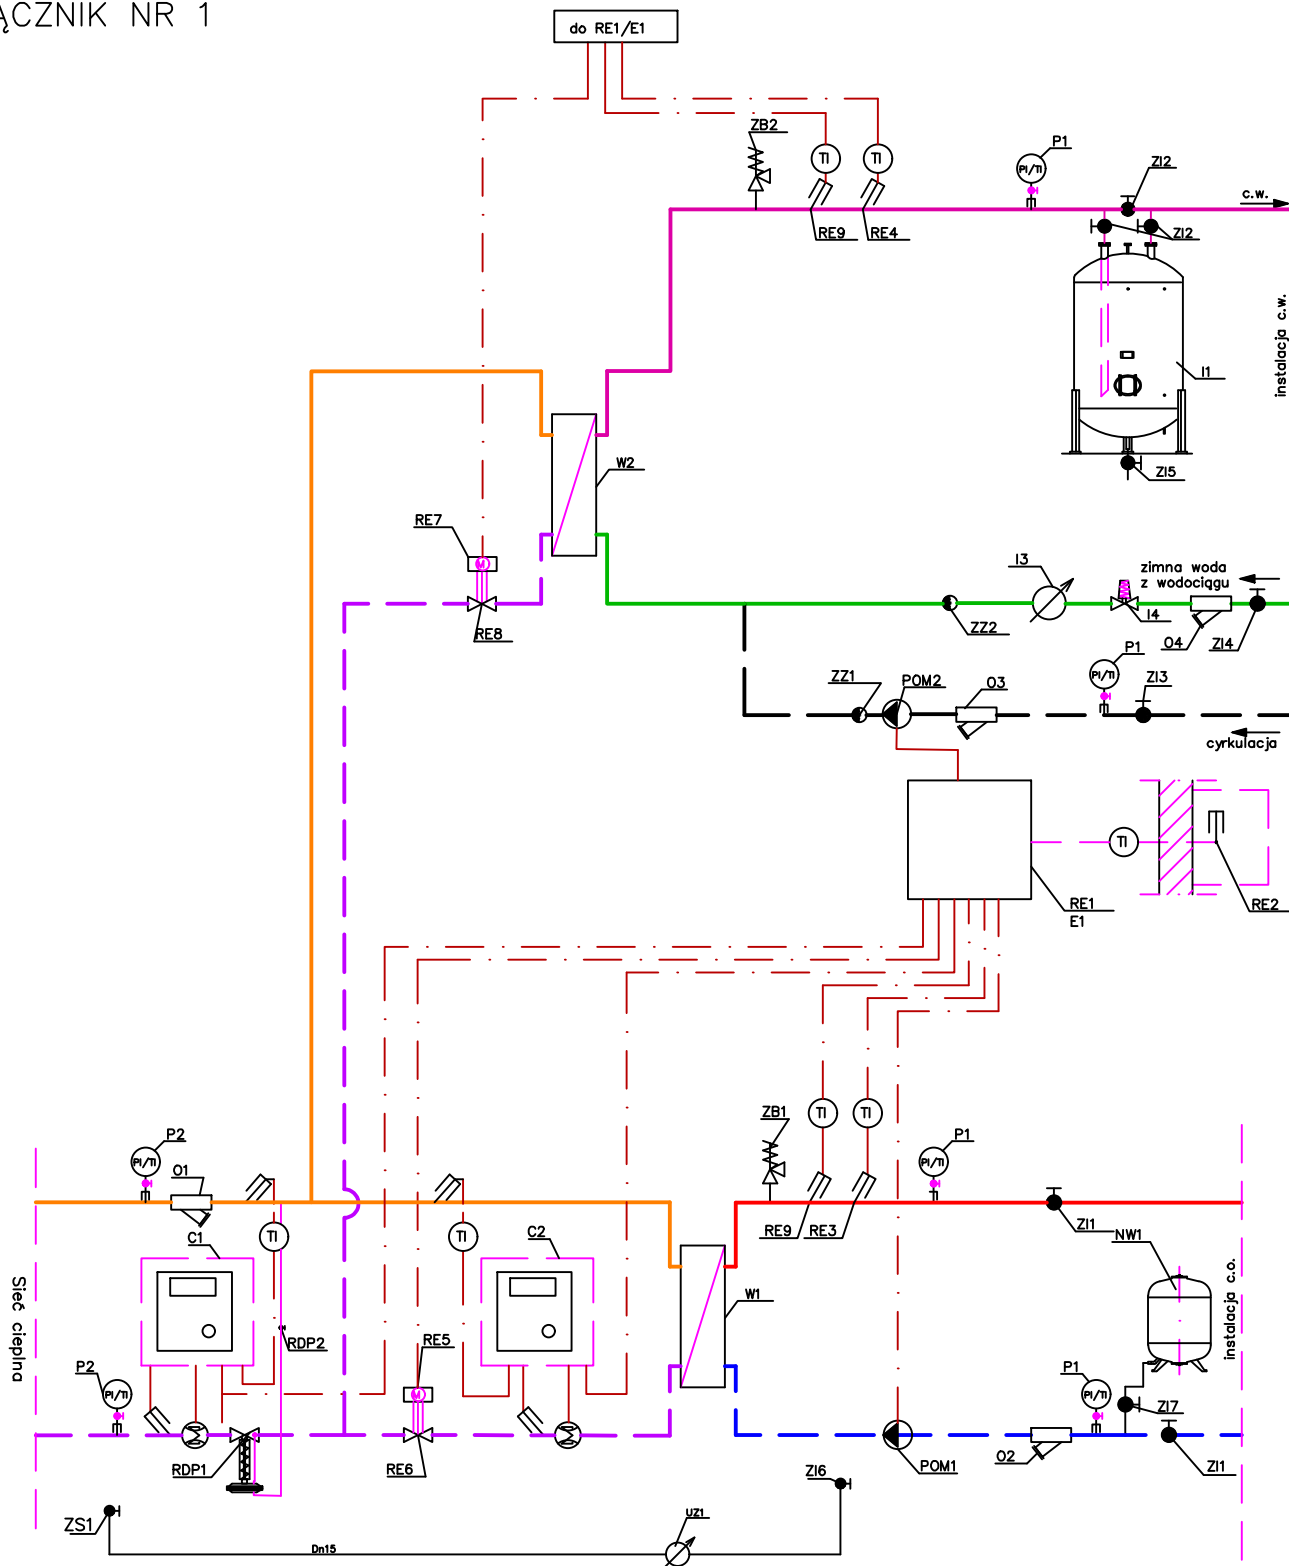 ĄCZNIK NR 1
do RE1/E1
ZB2
TI
TI
P1
PI/TI
ZI2
c.w.
RE9
RE4
ZI2
instalacja c.w.
I1
W2
ZI5
RE7
M
RE8
I3
zimna woda
z wodociągu
ZZ2
I4
O4
ZI4
P1
PI/TI
ZZ1
POM2
O3
ZI3
cyrkulacja
TI
RE1
E1
RE2
ZB1
TI
TI
P1
PI/TI
P2
PI/TI
O1
RE9
RE3
ZI1
NW1
C1
TI
TI
C2
instalacja c.o.
Sieć cieplna
W1
RDP2
RE5
M
P2
PI/TI
P1
PI/TI
ZI7
RDP1
RE6
POM1
O2
ZI1
ZI6
ZS1
UZ1
Dn15